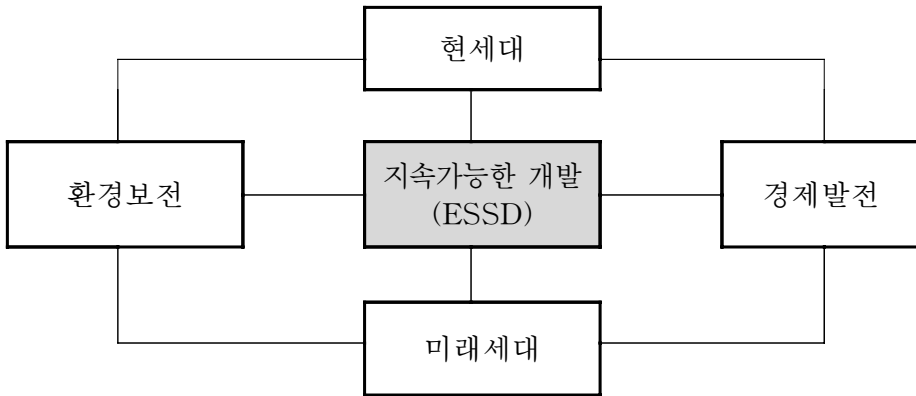 현세대
환경보전
지속가능한 개발
(ESSD)
경제발전
미래세대